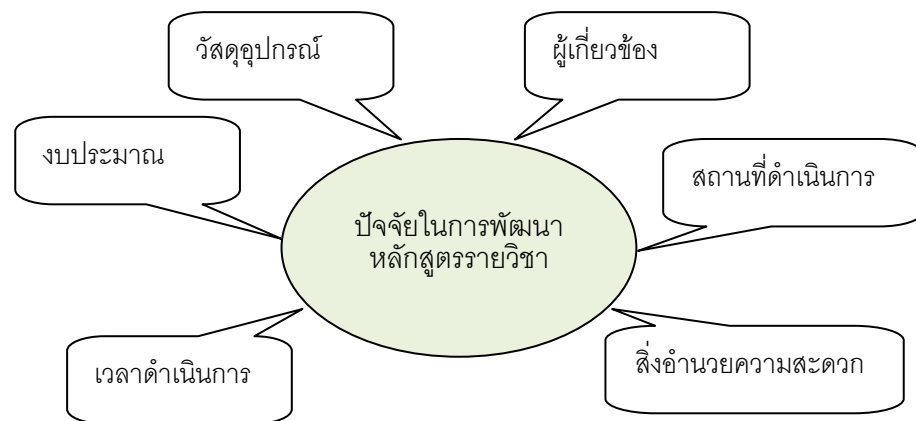 วัสดุอุปกรณ์
ผู้เกี่ยวข้อง
งบประมาณ
สถานที่ดำเนินการ
ปัจจัยในการพัฒนา
หลักสูตรรายวิชา
เวลาดำเนินการ
สิ่งอำนวยความสะดวก